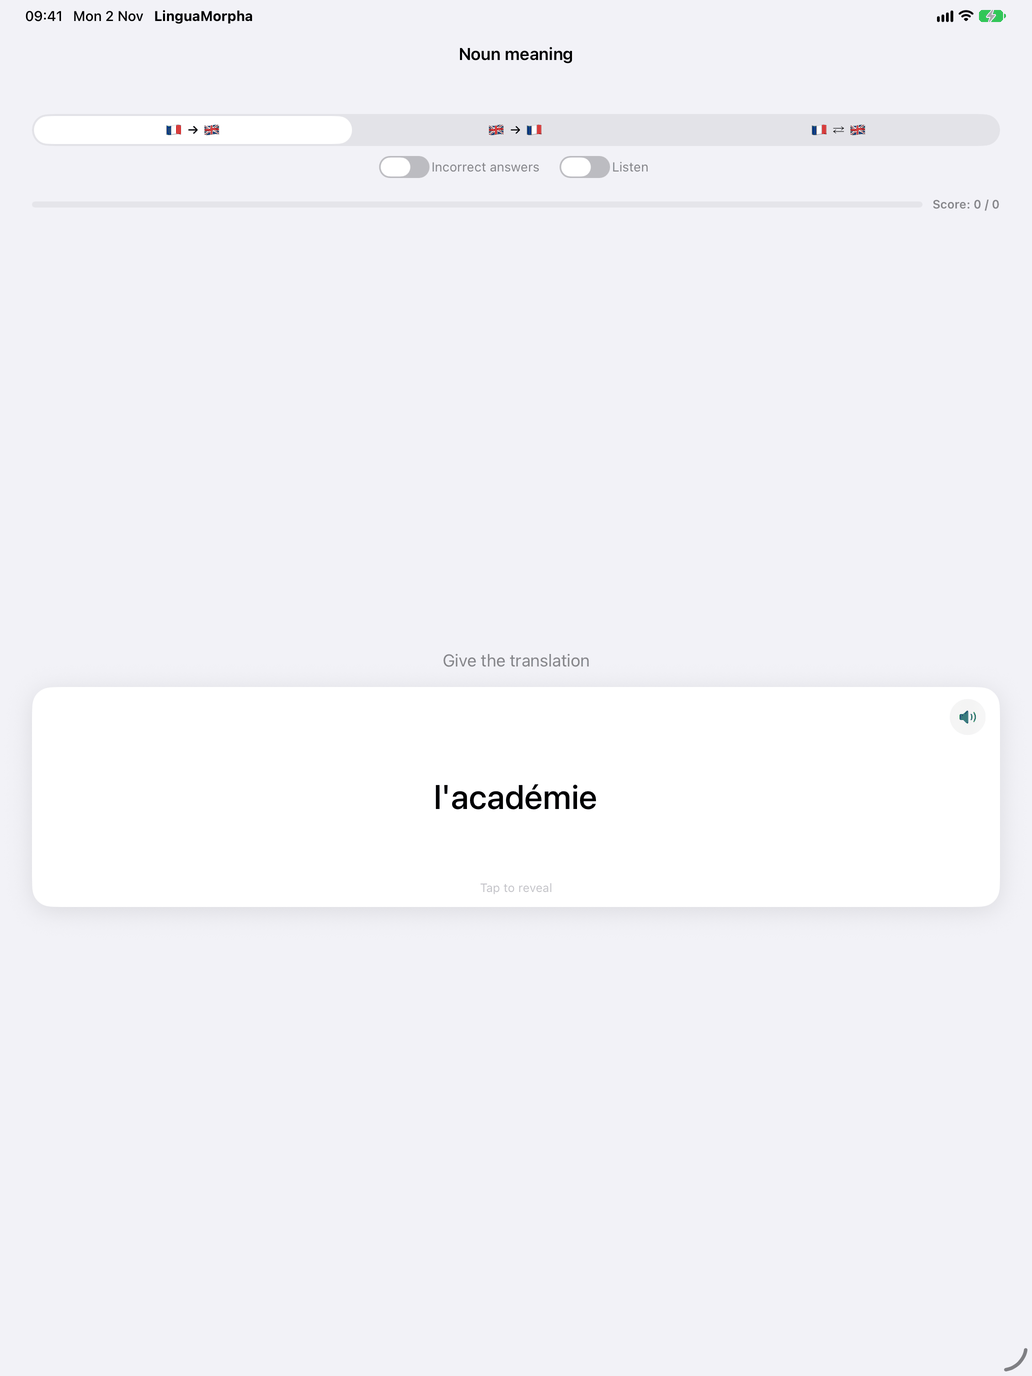 09:41 Mon 2 Nov LinguaMorpha
Noun meaning
🇫🇷 → 🇬🇧
🇬🇧 → 🇫🇷
🇫🇷 ⇄ 🇬🇧
Incorrect answers
Listen
Score: 0 / 0
Give the translation
l'académie
Tap to reveal